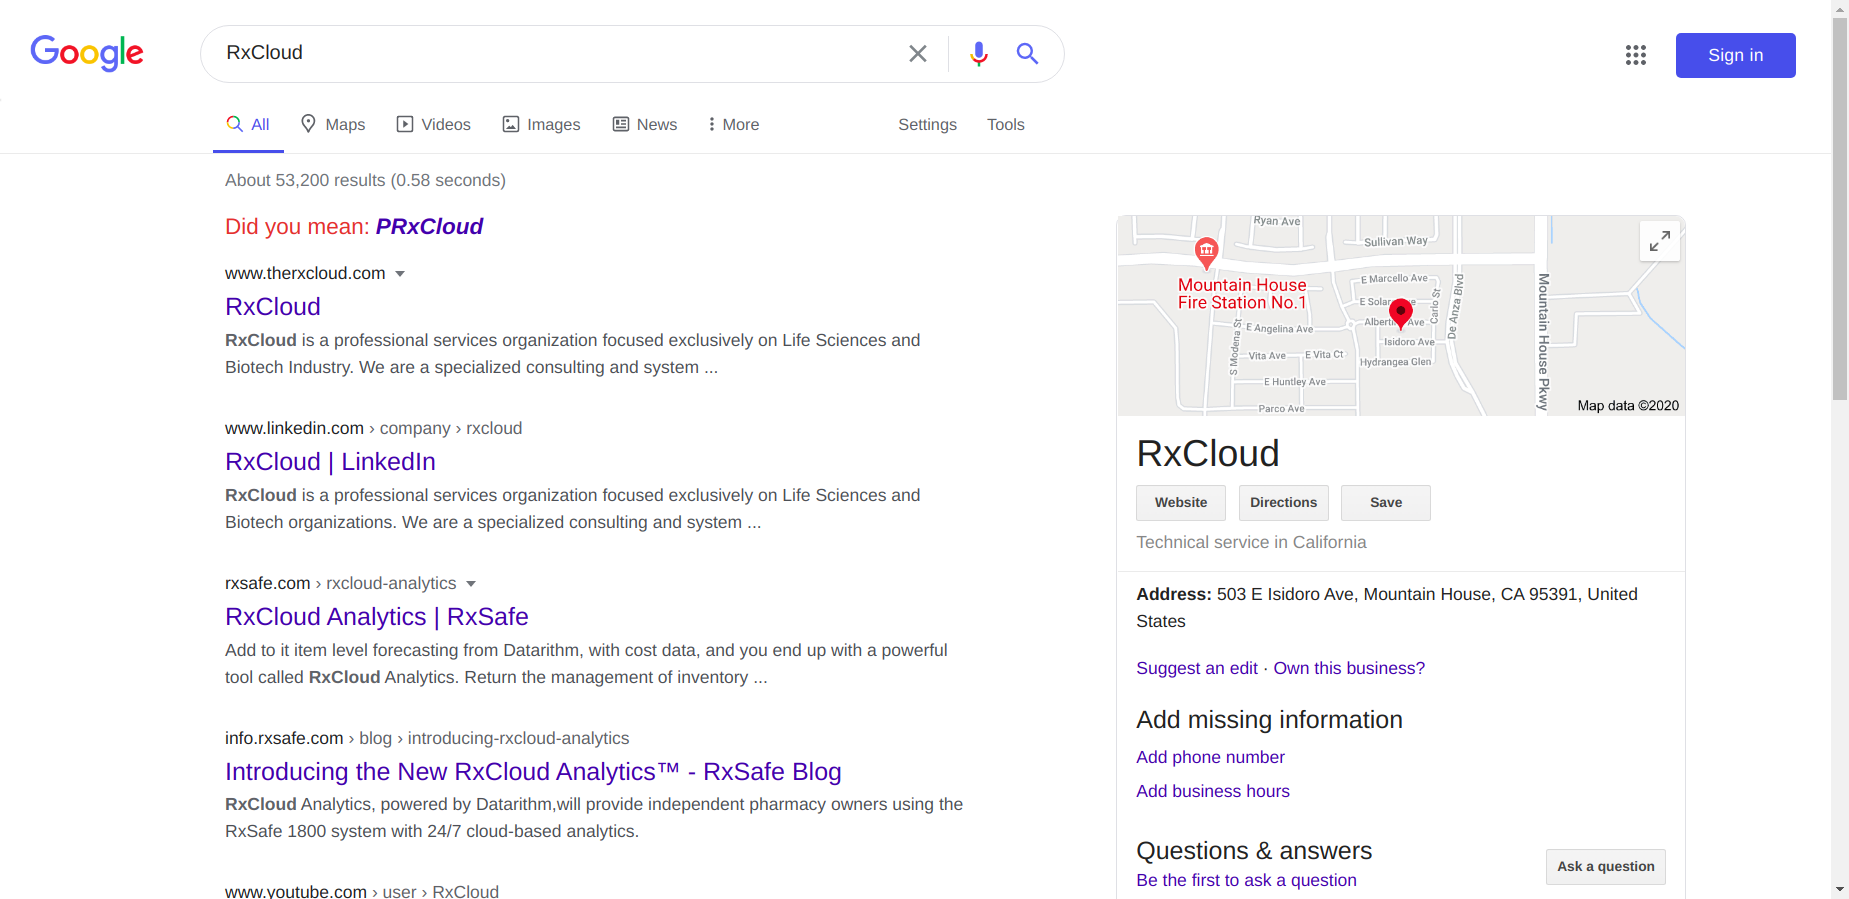 Google
RxCloud
Sign in
All
Maps
Videos
Images
News
More
Settings
Tools
About 53,200 results (0.58 seconds)
Did you mean: PRxCloud
www.therxcloud.com
RxCloud
RxCloud is a professional services organization focused exclusively on Life Sciences and
Biotech Industry. We are a specialized consulting and system ...
www.linkedin.com › company › rxcloud
RxCloud | LinkedIn
RxCloud is a professional services organization focused exclusively on Life Sciences and
Biotech organizations. We are a specialized consulting and system ...
rxsafe.com › rxcloud-analytics
RxCloud Analytics | RxSafe
Add to it item level forecasting from Datarithm, with cost data, and you end up with a powerful
tool called RxCloud Analytics. Return the management of inventory ...
info.rxsafe.com › blog › introducing-rxcloud-analytics
Introducing the New RxCloud Analytics™ - RxSafe Blog
RxCloud Analytics, powered by Datarithm,will provide independent pharmacy owners using the
RxSafe 1800 system with 24/7 cloud-based analytics.
www.youtube.com › user › RxCloud
Ryan Ave
Sullivan Way
Mountain House
Fire Station No.1
E Marcello Ave
E Solar
Ave
Carlo St
De Anza Blvd
Mountain House Pkwy
Ave
E Angelina Ave
S Modena St
Isidoro Ave
Vita Ave
E Vita Ct
Hydrangea Glen
E Huntley Ave
Parco Ave
Map data ©2020
RxCloud
Website
Directions
Save
Technical service in California
Address: 503 E Isidoro Ave, Mountain House, CA 95391, United
States
Suggest an edit · Own this business?
Add missing information
Add phone number
Add business hours
Questions & answers
Ask a question
Be the first to ask a question